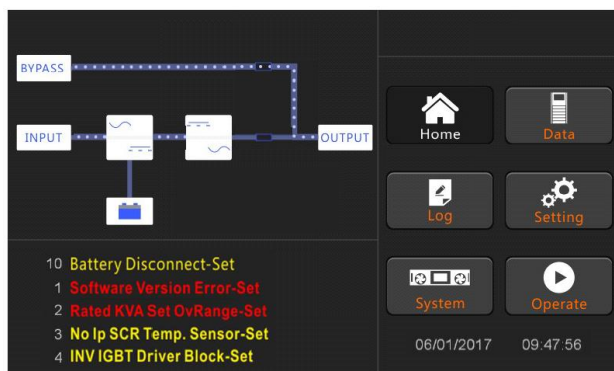 BYPASS
INPUT
OUTPUT
10 Battery Disconnect-Set
1 Software Version Error-Set
2 Rated KVA Set OvRange-Set
3 No Ip SCR Temp. Sensor-Set
4 INV IGBT Driver Block-Set
Home
Data
Log
Setting
System
Operate
06/01/2017 09:47:56